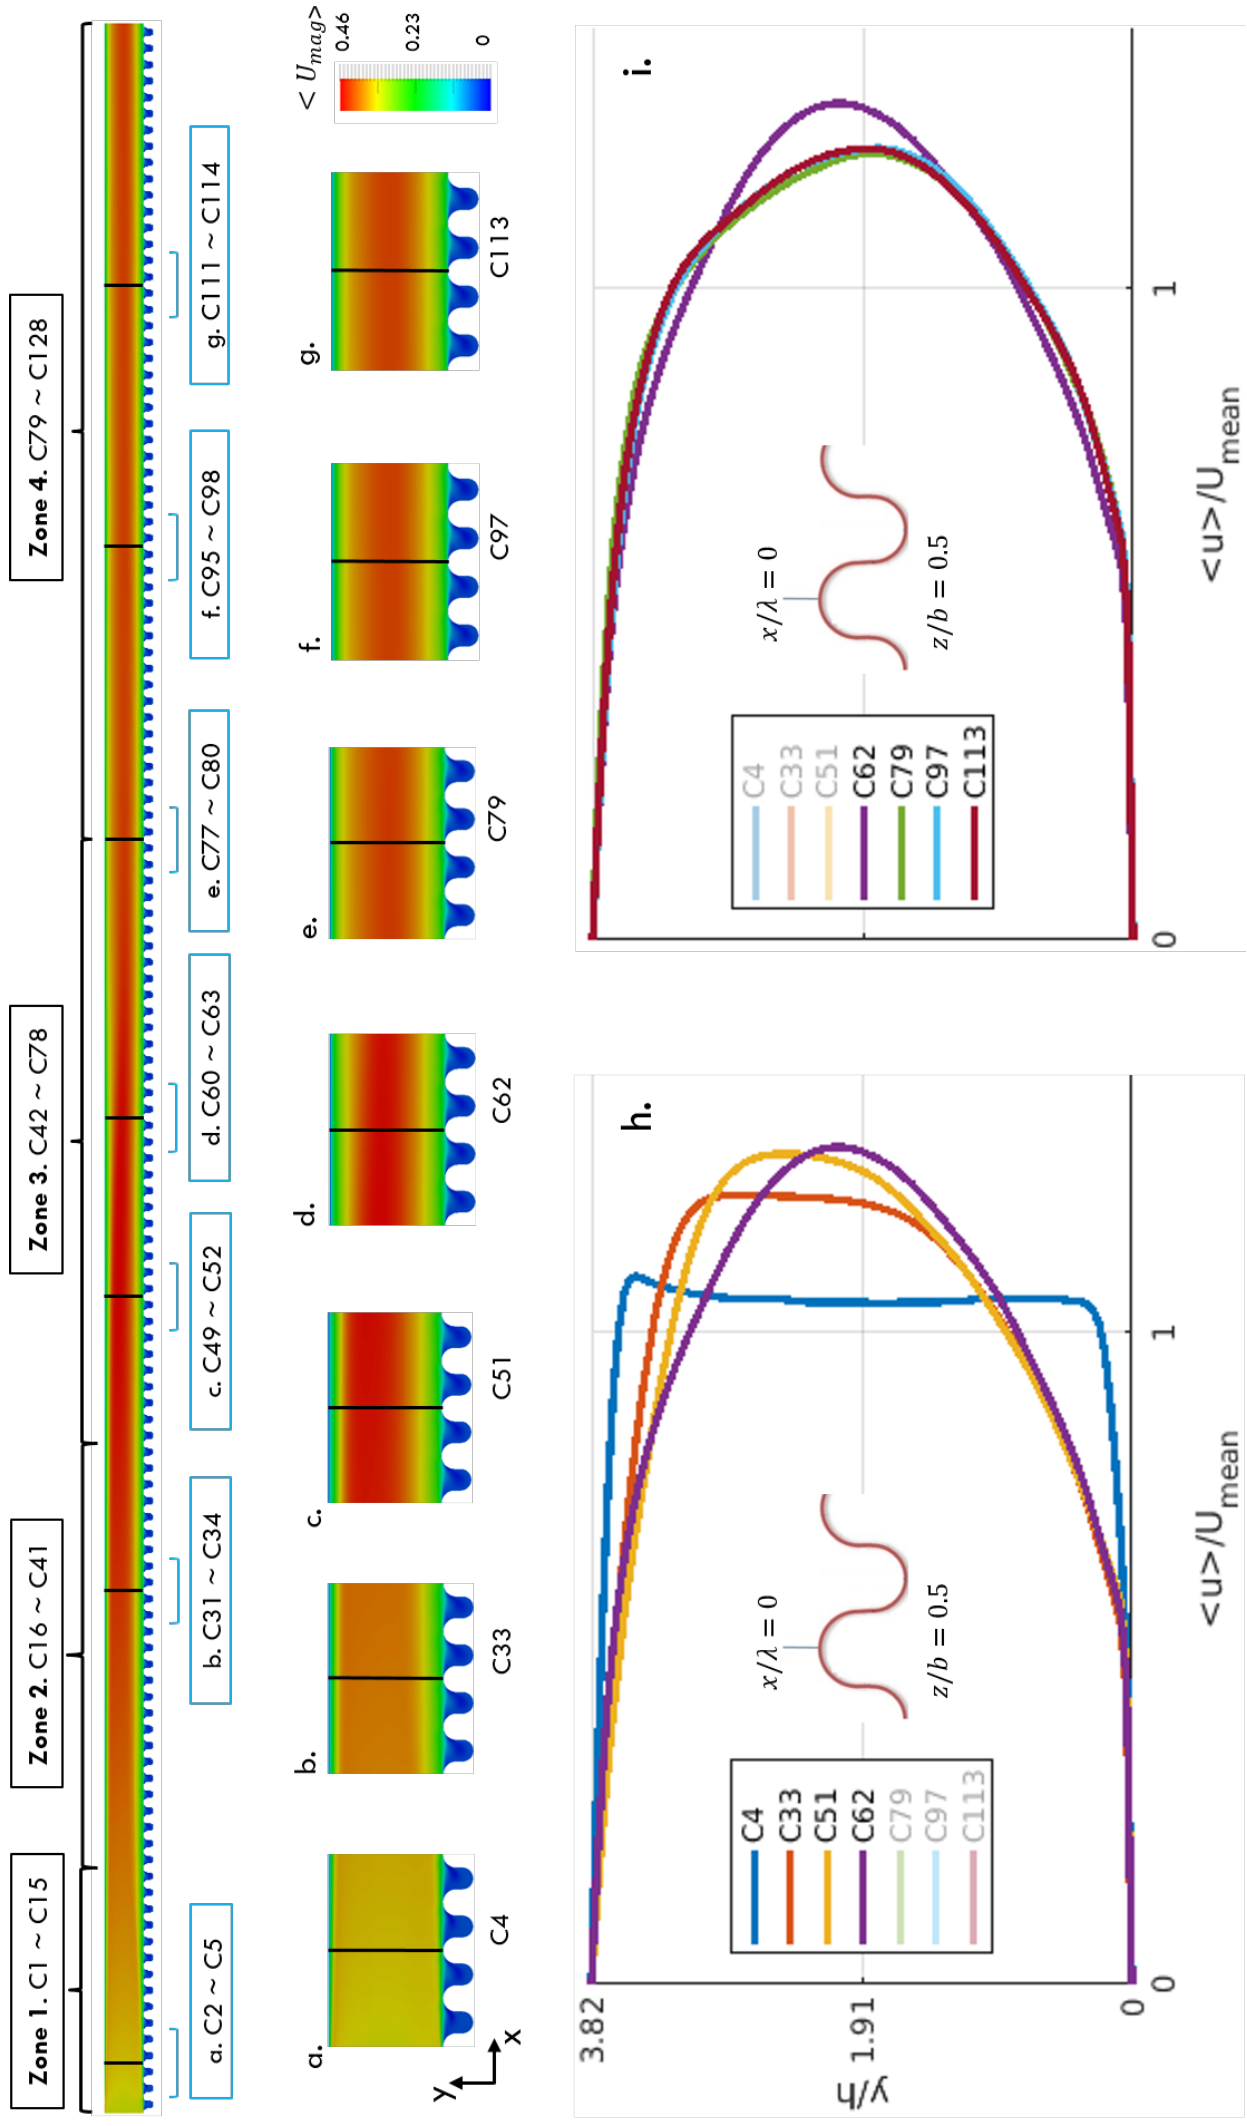 Zone 1. C1 ~ C15
Zone 2. C16 ~ C41
Zone 3. C42 ~ C78
Zone 4. C79 ~ C128
a. C2 ~ C5
b. C31 ~ C34
c. C49 ~ C52
d. C60 ~ C63
e. C77 ~ C80
f. C95 ~ C98
g. C111 ~ C114
a.
b.
c.
d.
e.
f.
g.
< U_mag>
0.46
0.23
0
y
x
C4
C33
C51
C62
C79
C97
C113
h.
3.82
1.91
0
y/h
C4
C33
C51
C62
C79
C97
C113
x/λ = 0
z/b = 0.5
0
1
<u>/U_mean
i.
C4
C33
C51
C62
C79
C97
C113
x/λ = 0
z/b = 0.5
0
1
<u>/U_mean